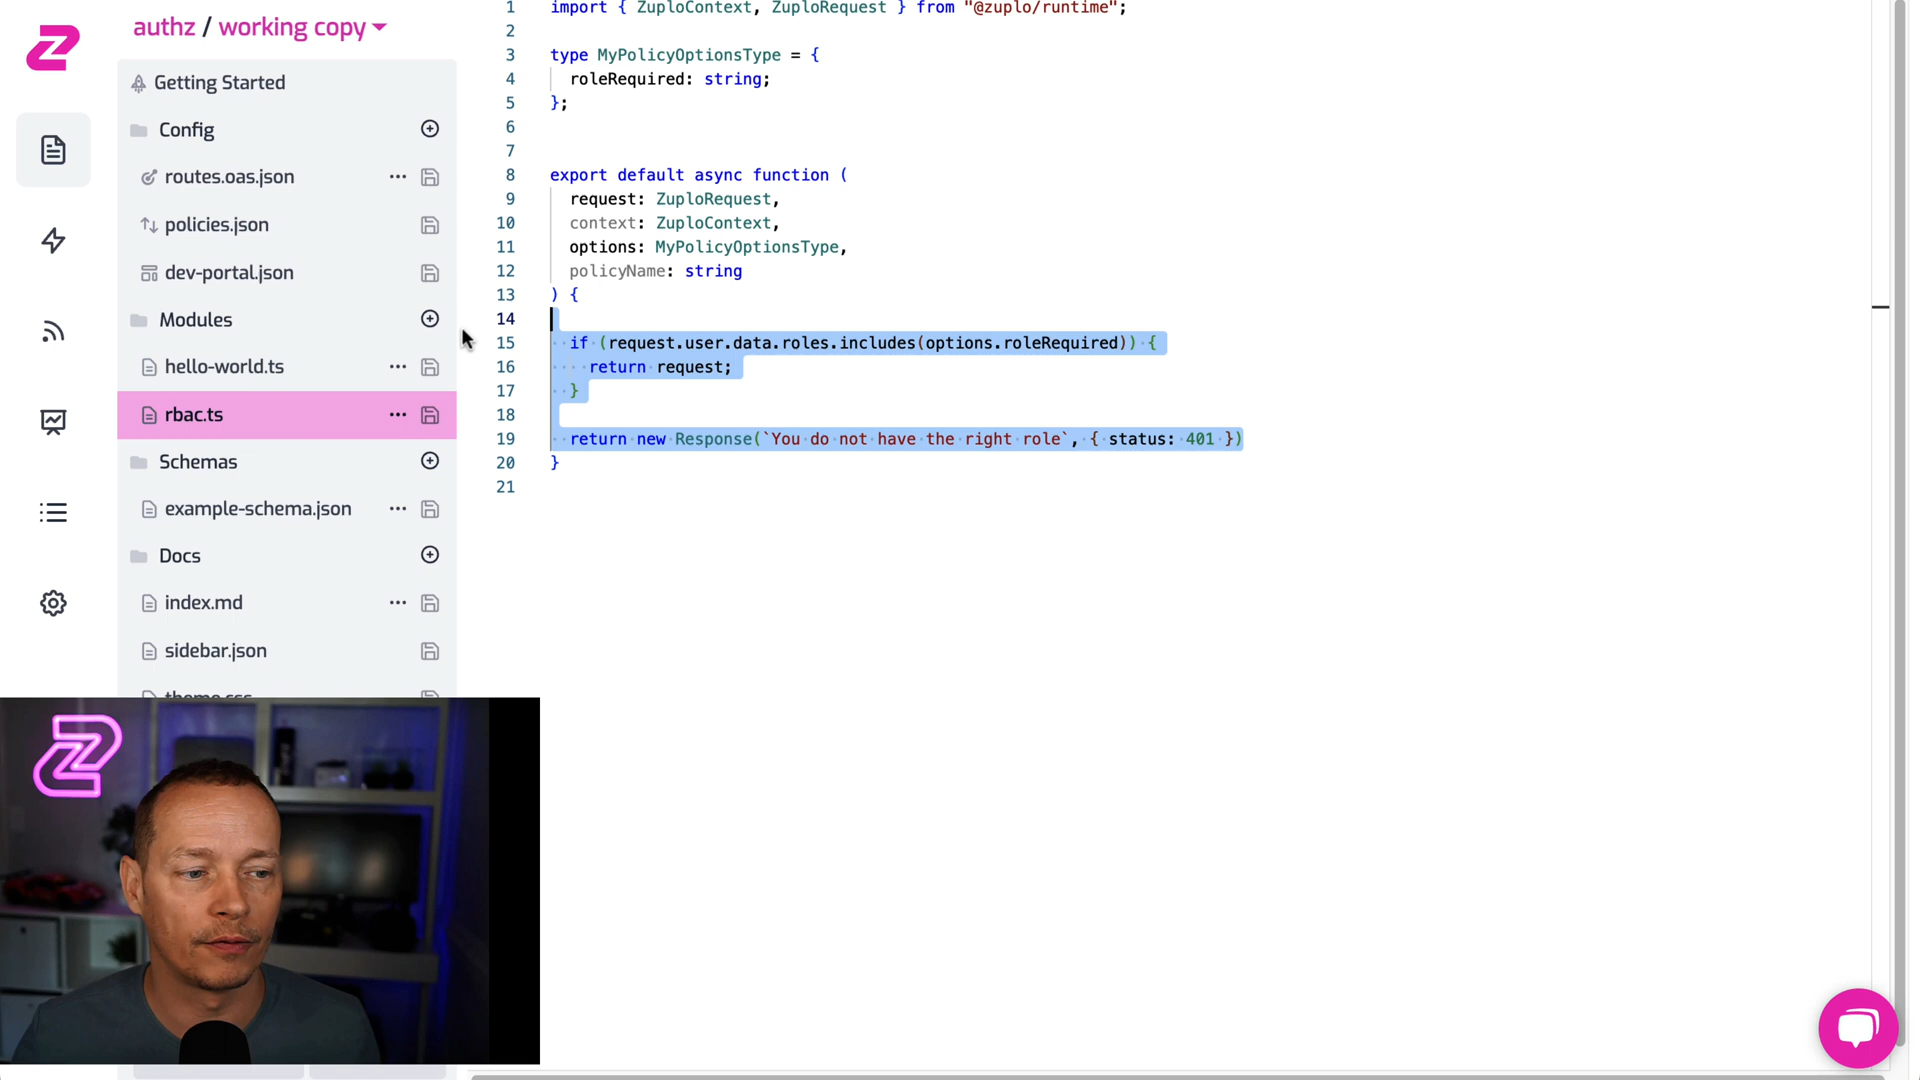 authz / working copy
Getting Started
Config
routes.oas.json
policies.json
dev-portal.json
Modules
hello-world.ts
rbac.ts
Schemas
example-schema.json
Docs
index.md
sidebar.json
theme.css
1 import { ZuploContext, ZuploRequest } from "@zuplo/runtime";
2
3 type MyPolicyOptionsType = {
4 roleRequired: string;
5 };
6
7
8 export default async function (
9 request: ZuploRequest,
10 context: ZuploContext,
11 options: MyPolicyOptionsType,
12 policyName: string
13 ) {
14
15 if (request.user.data.roles.includes(options.roleRequired)) {
16 return request;
17 }
18
19 return new Response(`You do not have the right role`, { status: 401 })
20 }
21